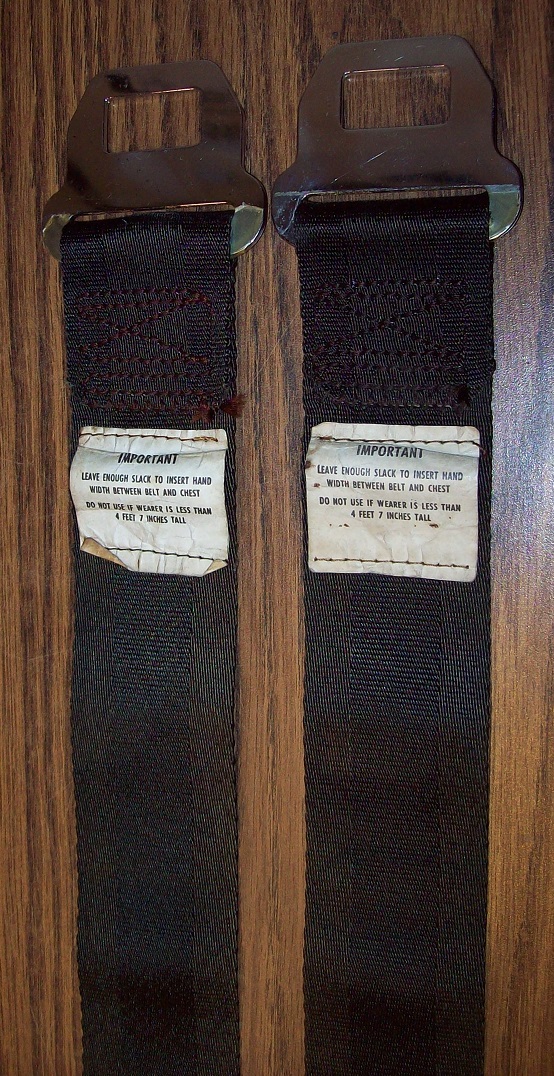 IMPORTANT
LEAVE ENOUGH SLACK TO INSERT HAND
WIDTH BETWEEN BELT AND CHEST
DO NOT USE IF WEARER IS LESS THAN
4 FEET 7 INCHES TALL
IMPORTANT
LEAVE ENOUGH SLACK TO INSERT HAND
WIDTH BETWEEN BELT AND CHEST
DO NOT USE IF WEARER IS LESS THAN
4 FEET 7 INCHES TALL